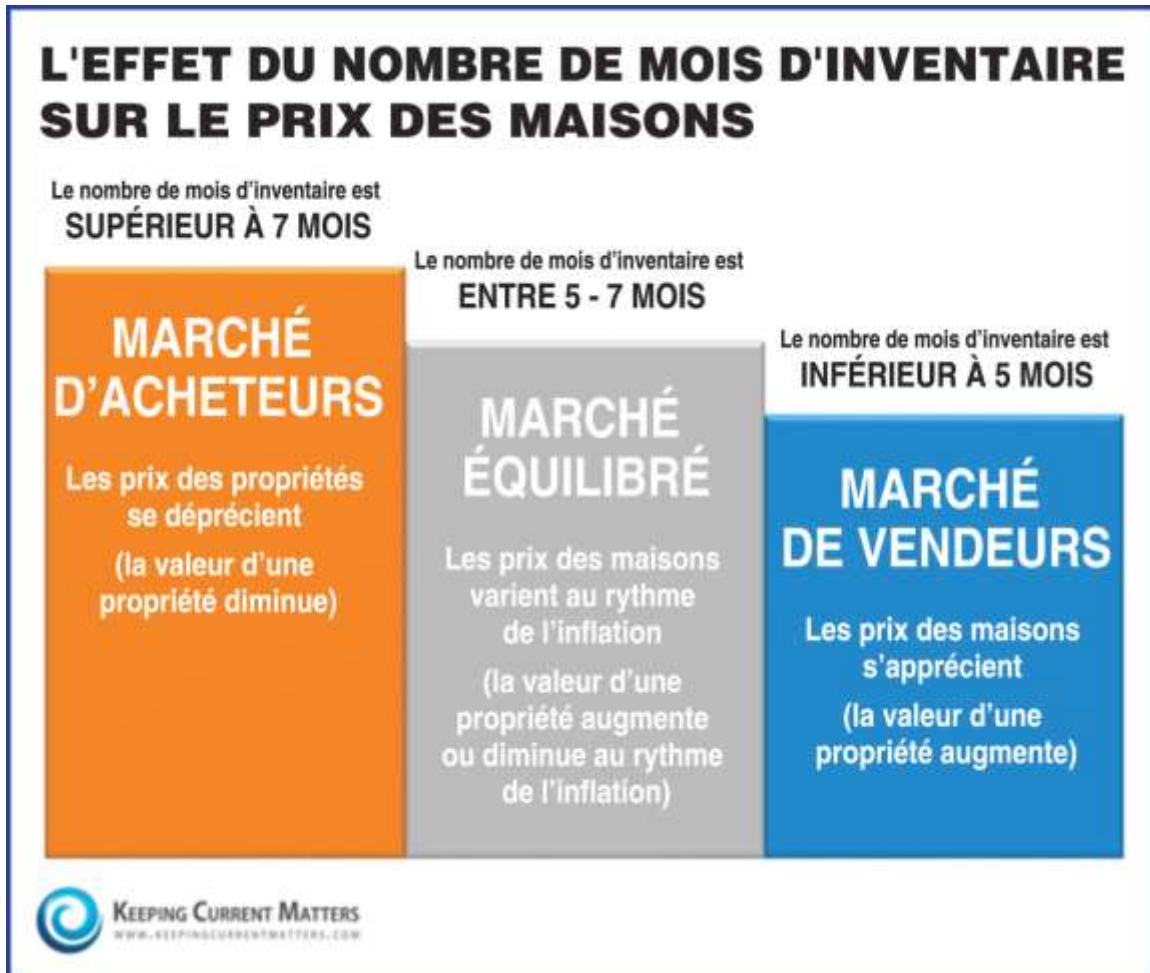 L'EFFET DU NOMBRE DE MOIS D'INVENTAIRE
SUR LE PRIX DES MAISONS
Le nombre de mois d'inventaire est
SUPÉRIEUR À 7 MOIS
MARCHÉ
D'ACHETEURS
Les prix des propriétés
se déprécient
(la valeur d'une
propriété diminue)
Le nombre de mois d'inventaire est
ENTRE 5 - 7 MOIS
MARCHÉ
ÉQUILIBRÉ
Les prix des maisons
varient au rythme
de l'inflation
(la valeur d'une
propriété augmente
ou diminue au rythme
de l'inflation)
Le nombre de mois d'inventaire est
INFÉRIEUR À 5 MOIS
MARCHÉ
DE VENDEURS
Les prix des maisons
s'apprécient
(la valeur d'une
propriété augmente)
KEEPING CURRENT MATTERS
WWW.KEEPINGCURRENTMATTERS.COM